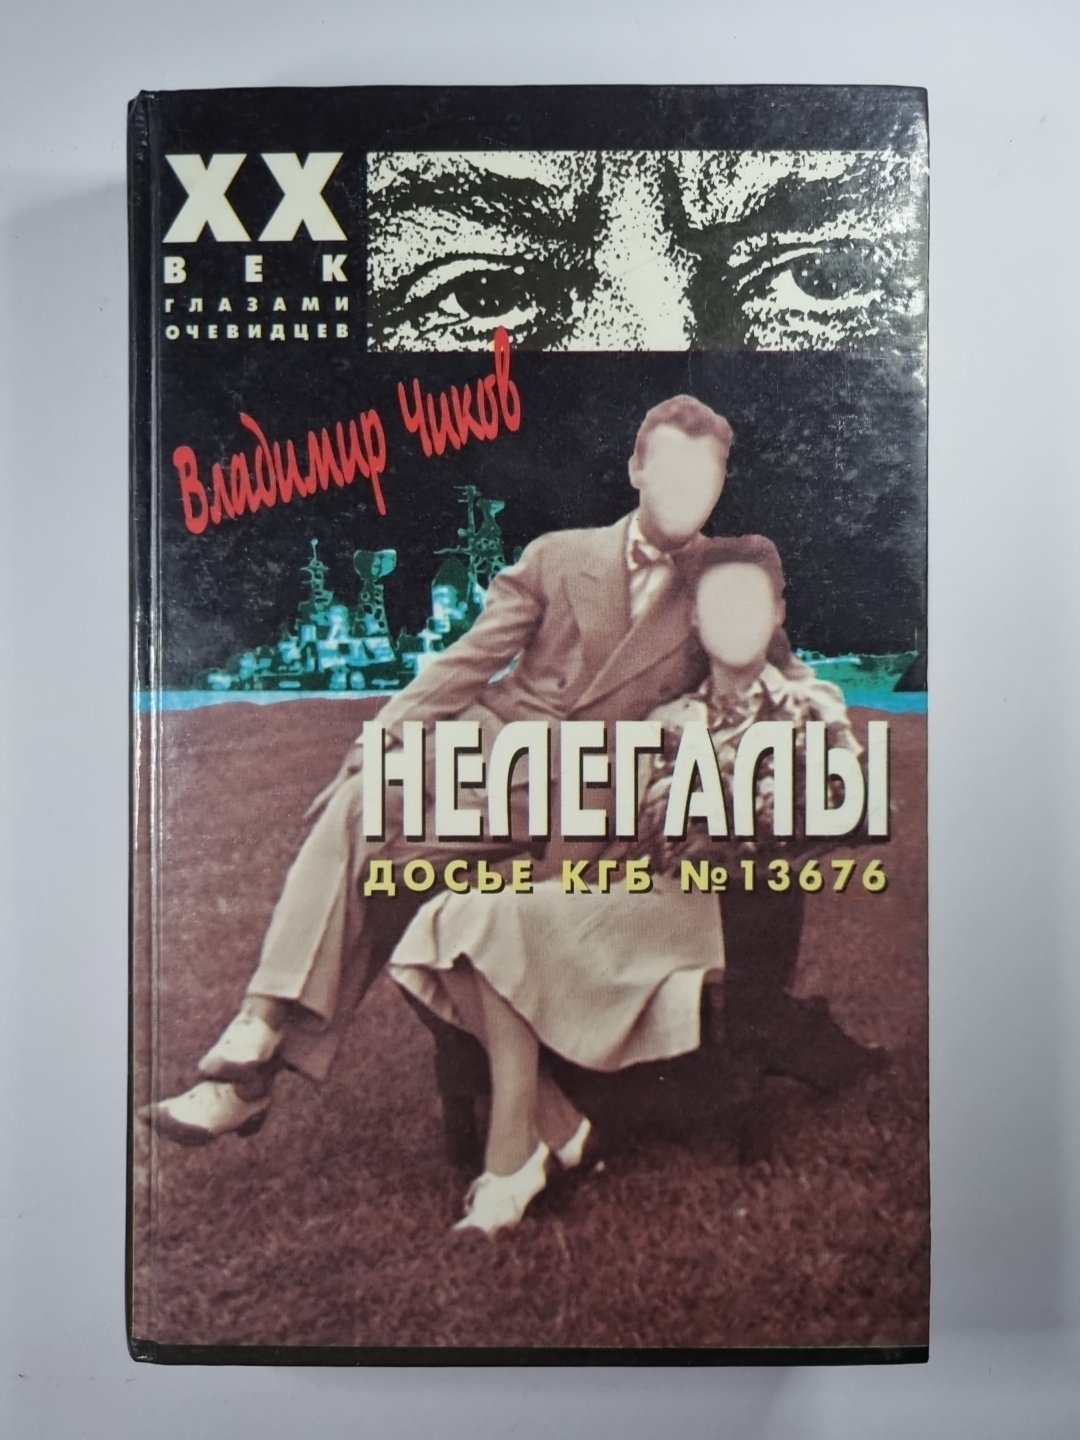 XX
ВЕК
ГЛАЗАМИ
ОЧЕВИДЦЕВ
Владимир Чиков
НЕЛЕГАЛЫ
ДОСЬЕ КГБ №13676